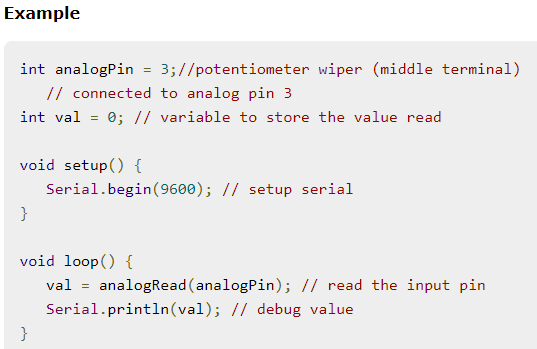 Example
int analogPin = 3;//potentiometer wiper (middle terminal)
   // connected to analog pin 3
int val = 0; // variable to store the value read

void setup() {
   Serial.begin(9600); // setup serial
}

void loop() {
   val = analogRead(analogPin); // read the input pin
   Serial.println(val); // debug value
}